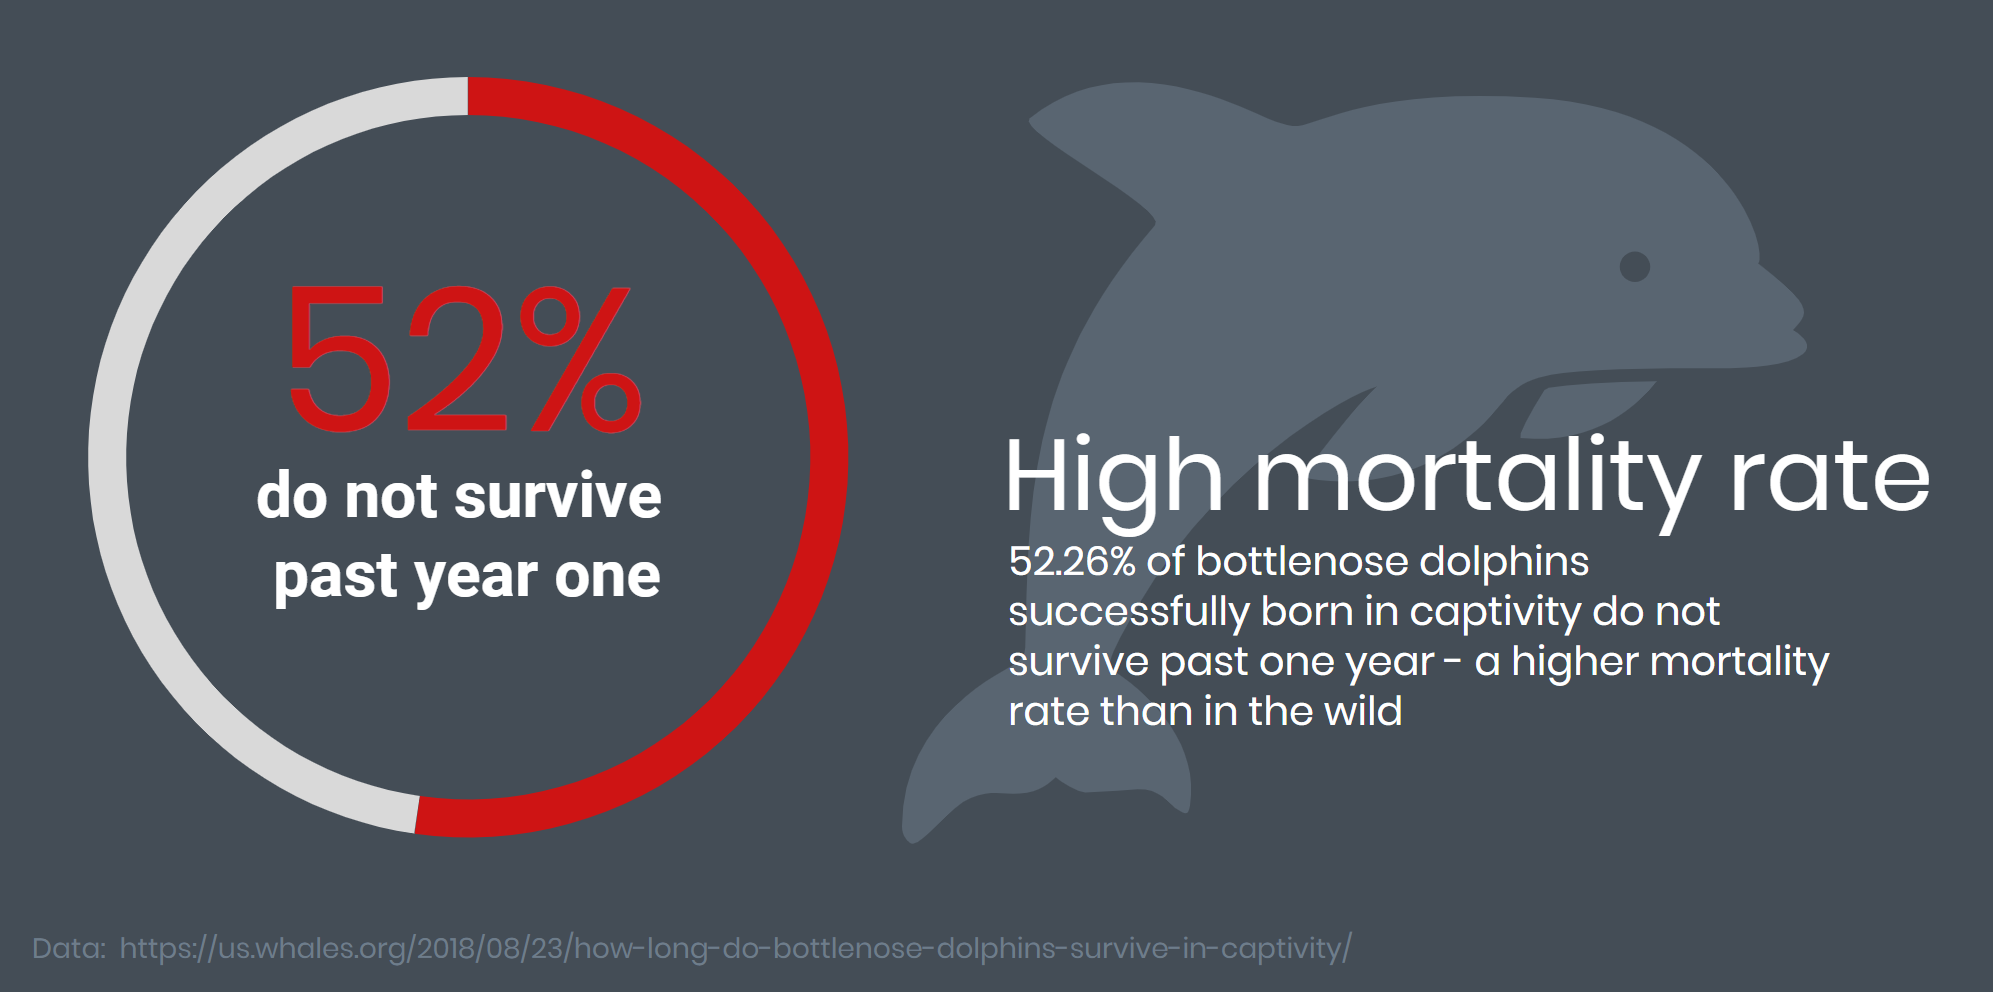 52%
do not survive
past year one
High mortality rate
52.26% of bottlenose dolphins
successfully born in captivity do not
survive past one year - a higher mortality
rate than in the wild
Data: https://us.whales.org/2018/08/23/how-long-do-bottlenose-dolphins-survive-in-captivity/